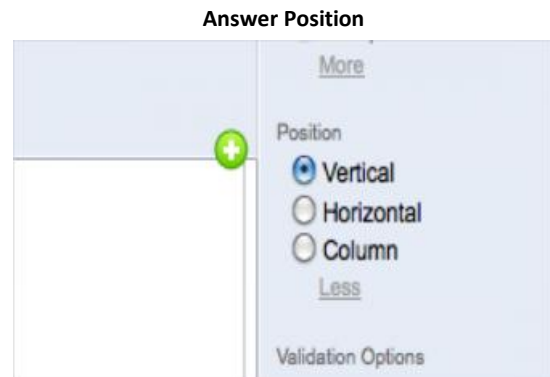 Answer Position
More
Position
Vertical
Horizontal
Column
Less
Validation Options